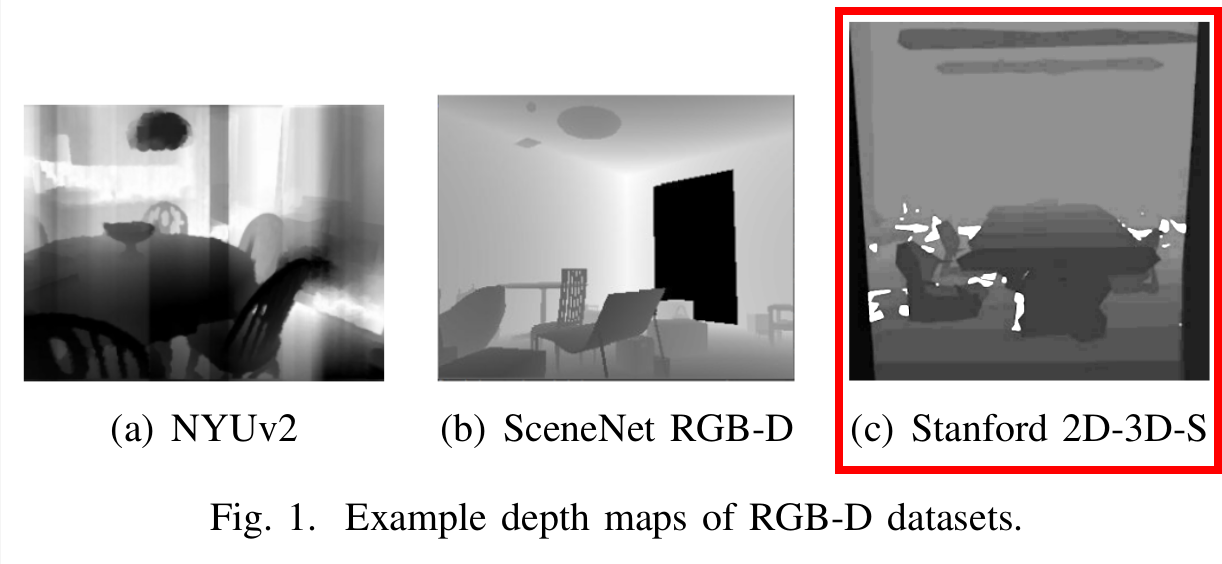 (a) NYUv2
(b) SceneNet RGB-D
(c) Stanford 2D-3D-S
Fig. 1. Example depth maps of RGB-D datasets.